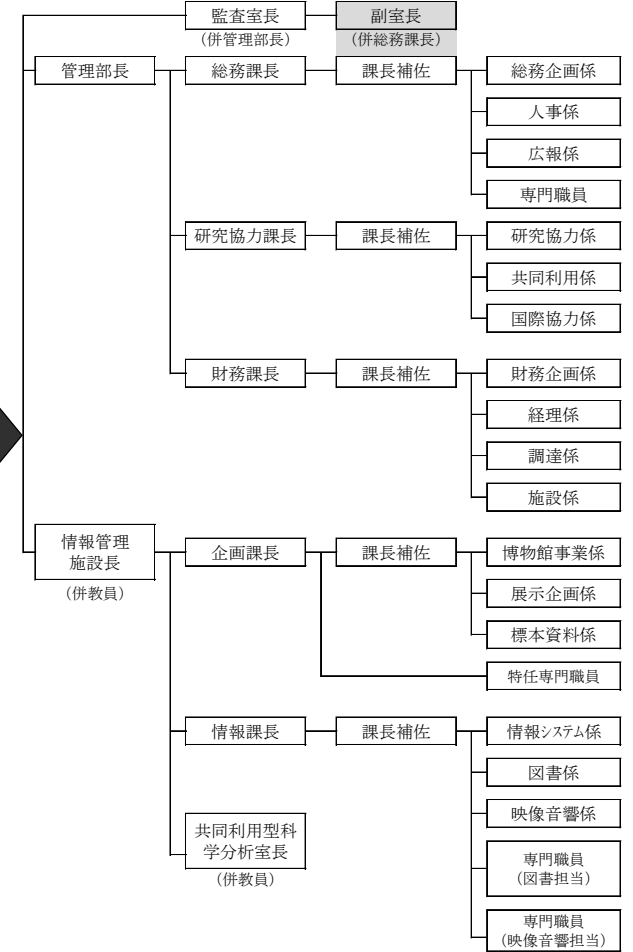 監査室長 副室長
（併管理部長） （併総務課長）
管理部長 総務課長 課長補佐 総務企画係
人事係
広報係
専門職員
研究協力課長 課長補佐 研究協力係
共同利用係
国際協力係
財務課長 課長補佐 財務企画係
経理係
調達係
施設係
情報管理
施設長
（併教員）
企画課長 課長補佐 博物館事業係
展示企画係
標本資料係
特任専門職員
情報課長 課長補佐 情報システム係
図書係
映像音響係
共同利用型科
学分析室長
（併教員）
専門職員
（図書担当）
専門職員
（映像音響担当）